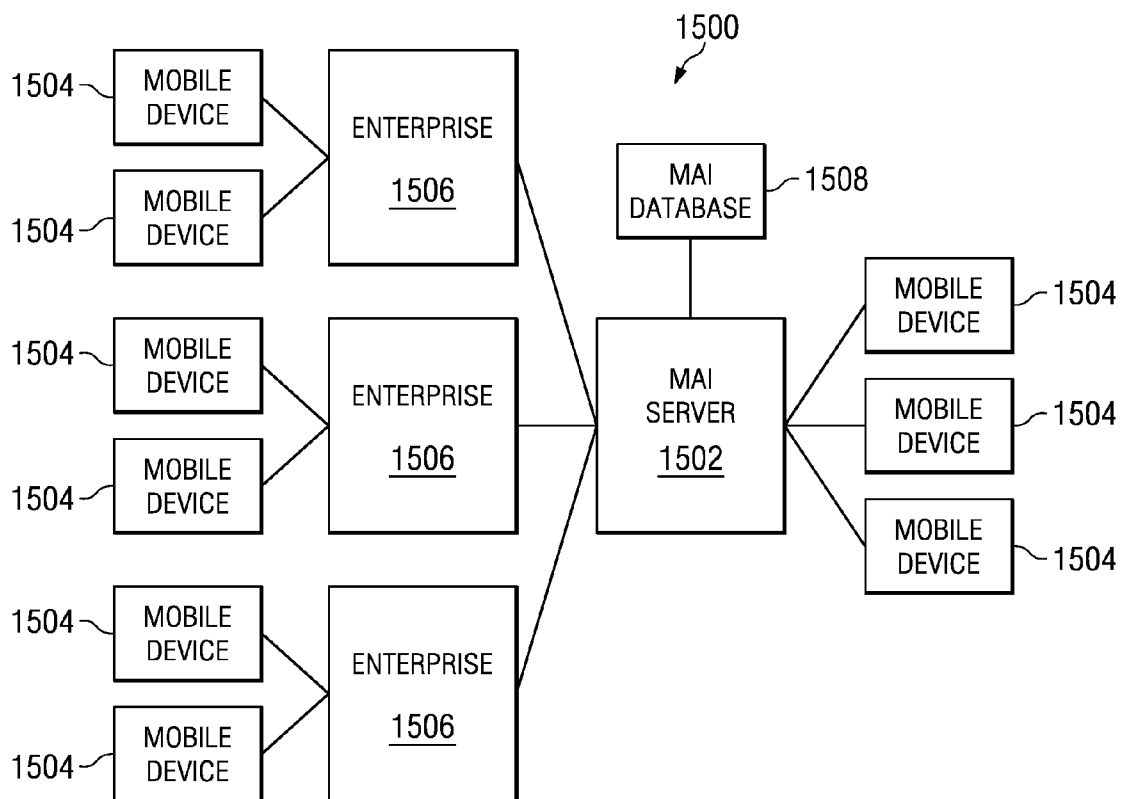 1500
1504
MOBILE
DEVICE
1504
MOBILE
DEVICE
ENTERPRISE
1506
MAI
DATABASE
1508
1504
MOBILE
DEVICE
1504
MOBILE
DEVICE
ENTERPRISE
1506
MAI
SERVER
1502
MOBILE
DEVICE
1504
MOBILE
DEVICE
1504
MOBILE
DEVICE
1504
1504
MOBILE
DEVICE
1504
MOBILE
DEVICE
ENTERPRISE
1506